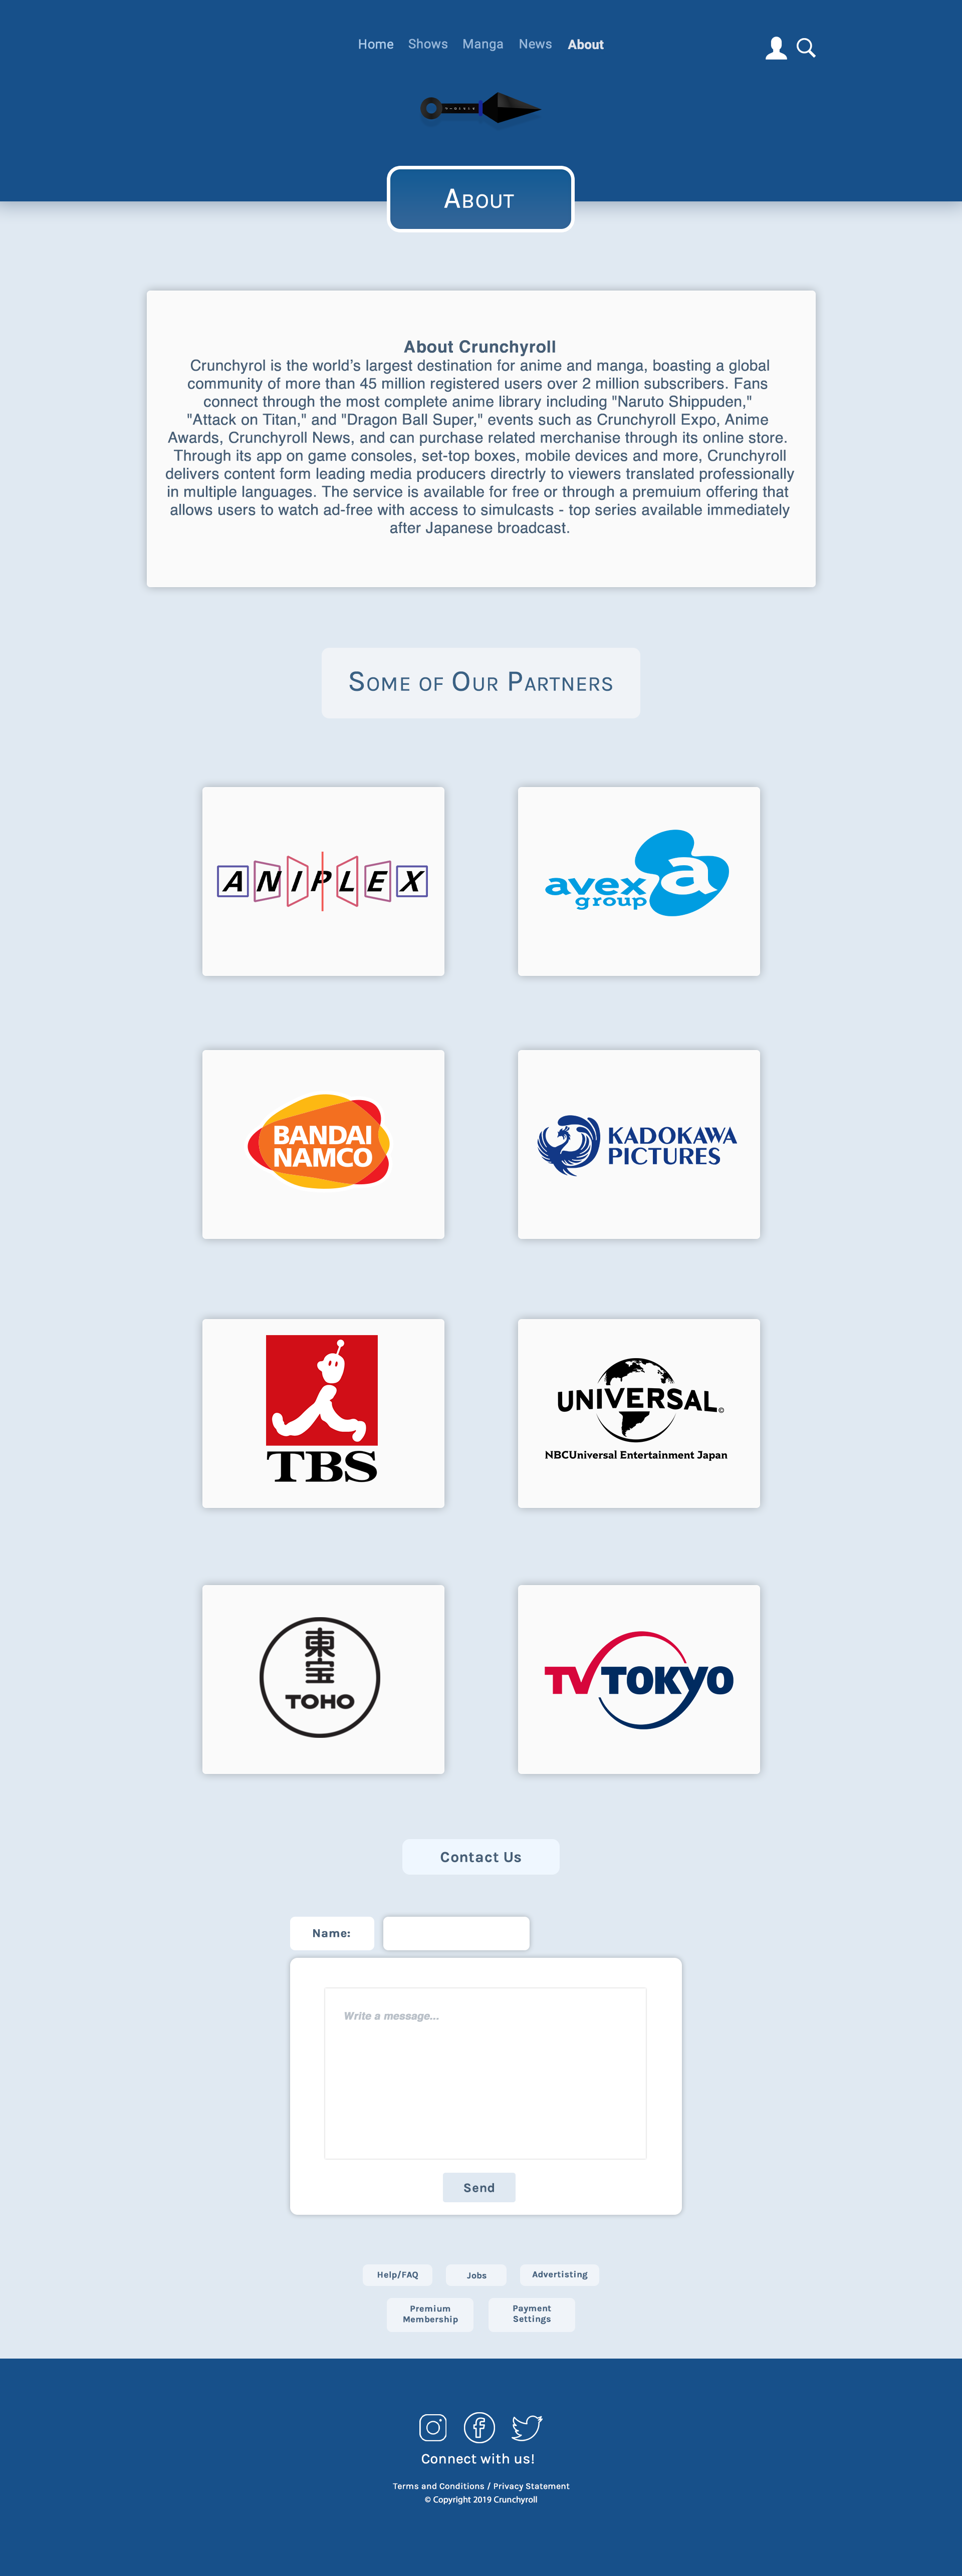 Home Shows Manga News About
About
About Crunchyroll
Crunchyrol is the world's largest destination for anime and manga, boasting a global
community of more than 45 million registered users over 2 million subscribers. Fans
connect through the most complete anime library including "Naruto Shippuden,"
"Attack on Titan," and "Dragon Ball Super," events such as Crunchyroll Expo, Anime
Awards, Crunchyroll News, and can purchase related merchanise through its online store.
Through its app on game consoles, set-top boxes, mobile devices and more, Crunchyroll
delivers content form leading media producers directrly to viewers translated professionally
in multiple languages. The service is available for free or through a premuium offering that
allows users to watch ad-free with access to simulcasts - top series available immediately
after Japanese broadcast.
Some of Our Partners
ANIPLEX
avex
group
a
BANDAI
NAMCO
KADOKAWA
PICTURES
TBS
UNIVERSAL©
NBCUniversal Entertainment Japan
東宝
TOHO
TV TOKYO
Contact Us
Name:
Write a message...
Send
Help/FAQ
Jobs
Advertisting
Premium
Membership
Payment
Settings
Connect with us!
Terms and Conditions / Privacy Statement
© Copyright 2019 Crunchyroll